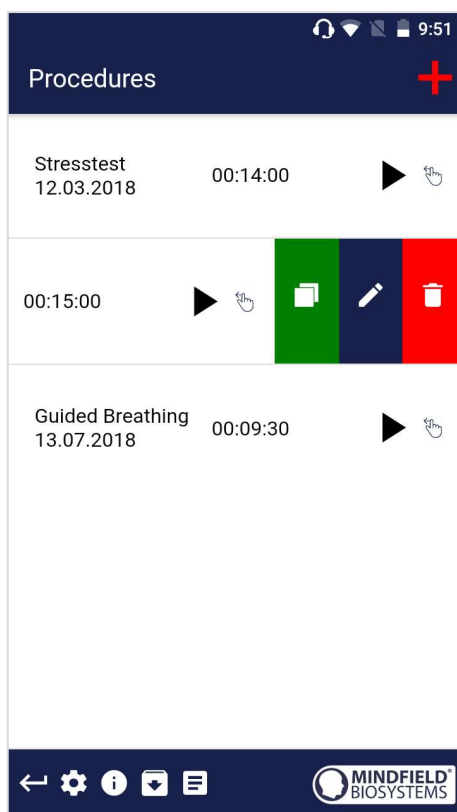 9:51
Procedures
Stresstest
12.03.2018
00:14:00
00:15:00
Guided Breathing
13.07.2018
00:09:30
MINDFIELD®
BIOSYSTEMS